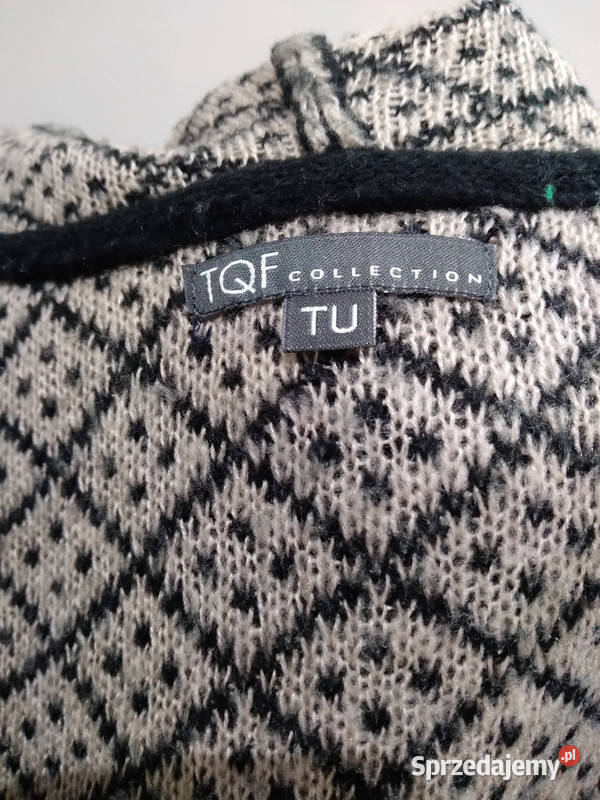 TQF COLLECTION
TU
Sprzedajemy.pl